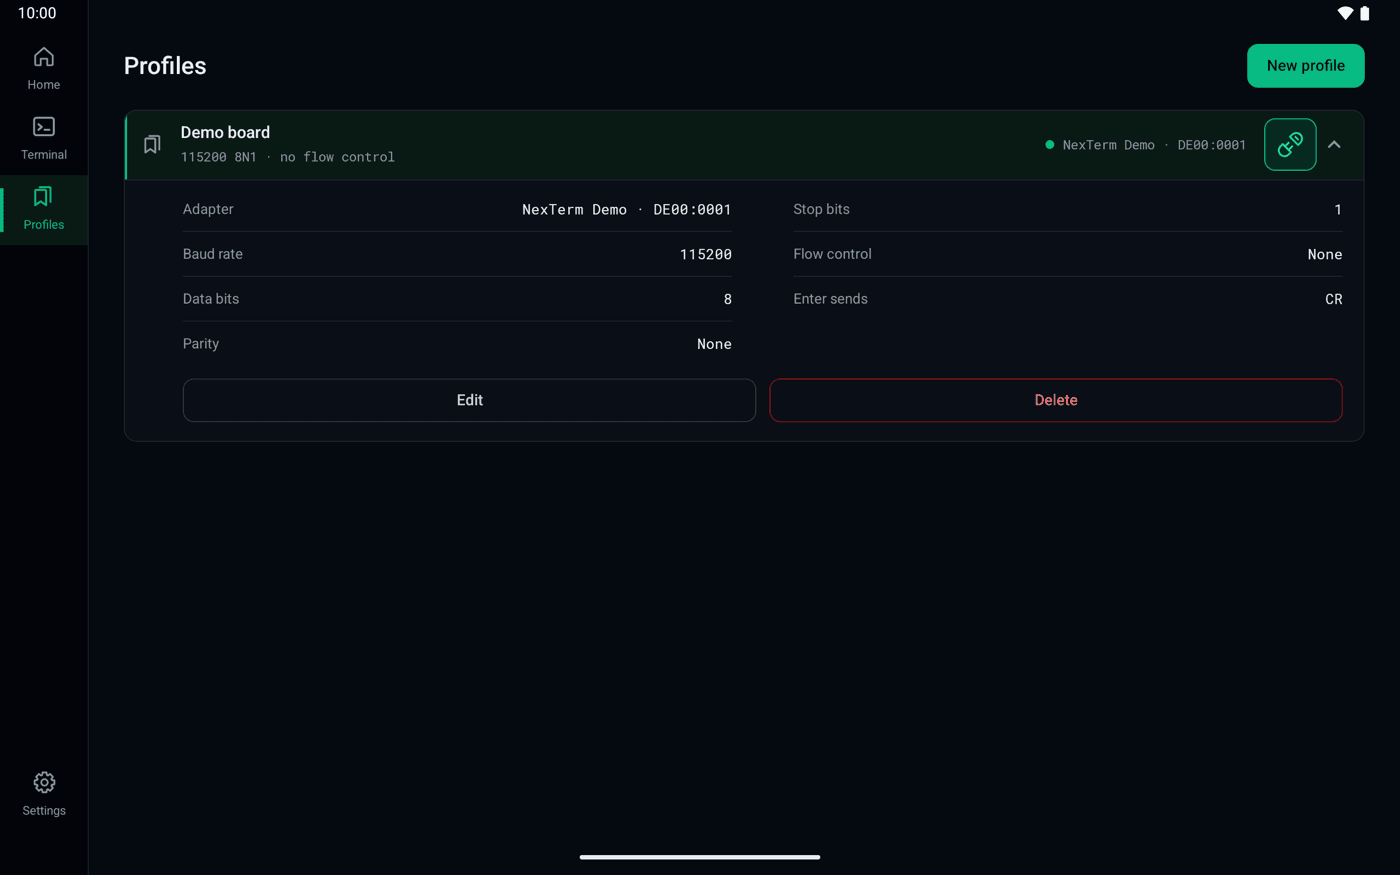 10:00
Home
Terminal
Profiles
Settings
Profiles
New profile
Demo board
115200 8N1 · no flow control
NexTerm Demo · DE00:0001
Adapter NexTerm Demo · DE00:0001
Baud rate 115200
Data bits 8
Parity None
Stop bits 1
Flow control None
Enter sends CR
Edit
Delete